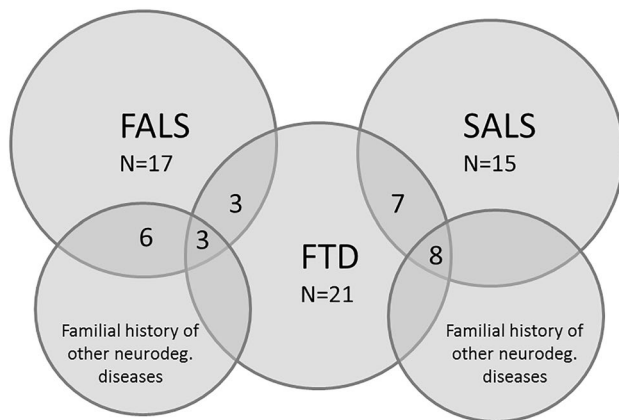 FALS
N=17
SALS
N=15
3
7
6
3
8
FTD
N=21
Familial history of
other neurodeg.
diseases
Familial history of
other neurodeg.
diseases